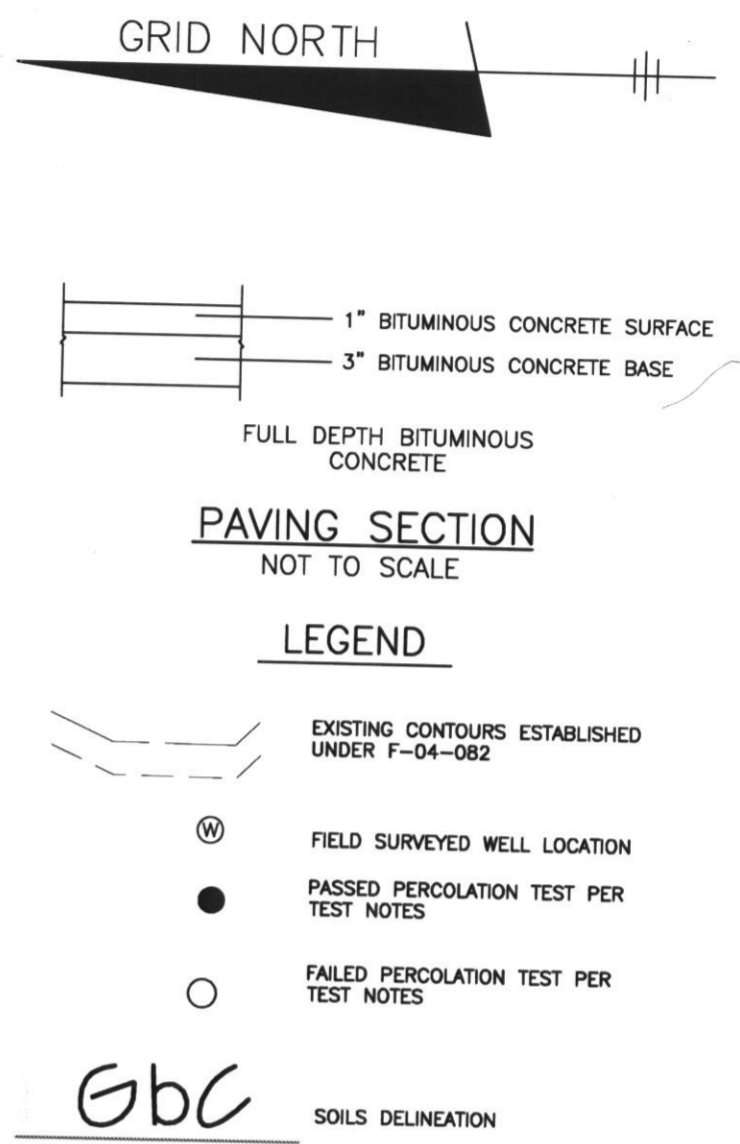 GRID NORTH
1" BITUMINOUS CONCRETE SURFACE
3" BITUMINOUS CONCRETE BASE
FULL DEPTH BITUMINOUS
CONCRETE
PAVING SECTION
NOT TO SCALE
LEGEND
EXISTING CONTOURS ESTABLISHED
UNDER F-04-082
W
FIELD SURVEYED WELL LOCATION
PASSED PERCOLATION TEST PER
TEST NOTES
FAILED PERCOLATION TEST PER
TEST NOTES
GbC
SOILS DELINEATION